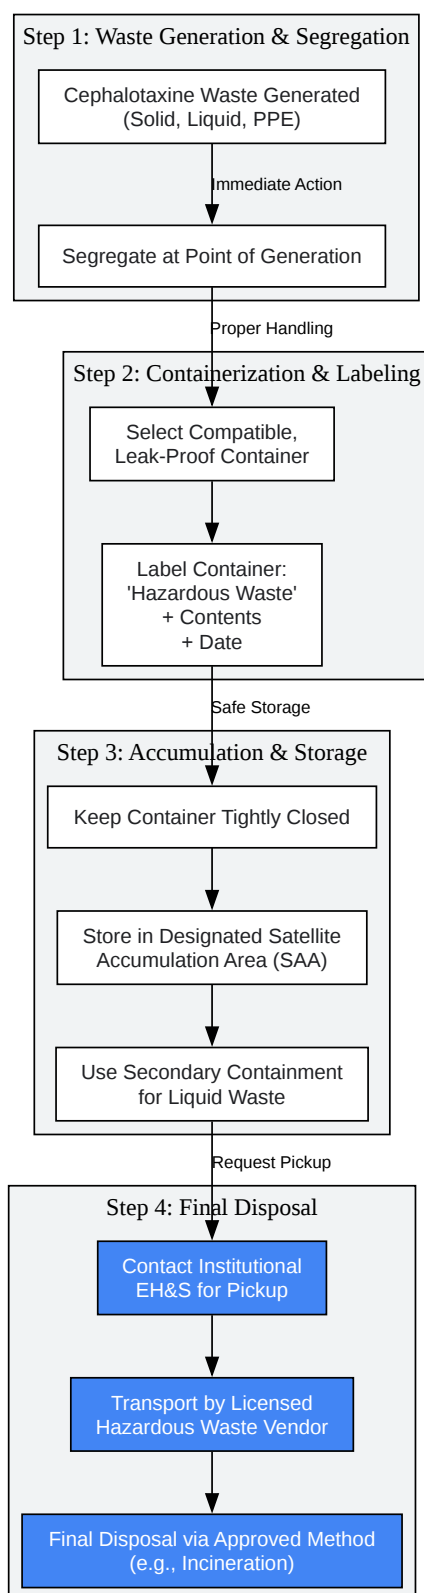 Step 1: Waste Generation & Segregation
Cephalotaxine Waste Generated
(Solid, Liquid, PPE)
Immediate Action
Segregate at Point of Generation
Proper Handling
Step 2: Containerization & Labeling
Select Compatible,
Leak-Proof Container
Label Container:
'Hazardous Waste'
+ Contents
+ Date
Safe Storage
Step 3: Accumulation & Storage
Keep Container Tightly Closed
Store in Designated Satellite
Accumulation Area (SAA)
Use Secondary Containment
for Liquid Waste
Request Pickup
Step 4: Final Disposal
Contact Institutional
EH&S for Pickup
Transport by Licensed
Hazardous Waste Vendor
Final Disposal via Approved Method
(e.g., Incineration)